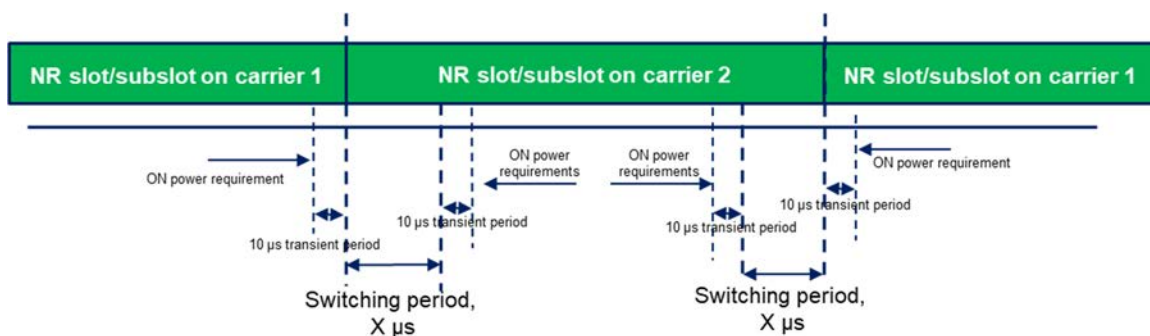 NR slot/subslot on carrier 1
NR slot/subslot on carrier 2
NR slot/subslot on carrier 1
ON power requirement
ON power
requirements
ON power
requirements
ON power requirement
10 µs transient period
10 µs transient period
10 µs transient period
10 µs transient period
Switching period,
X µs
Switching period,
X µs